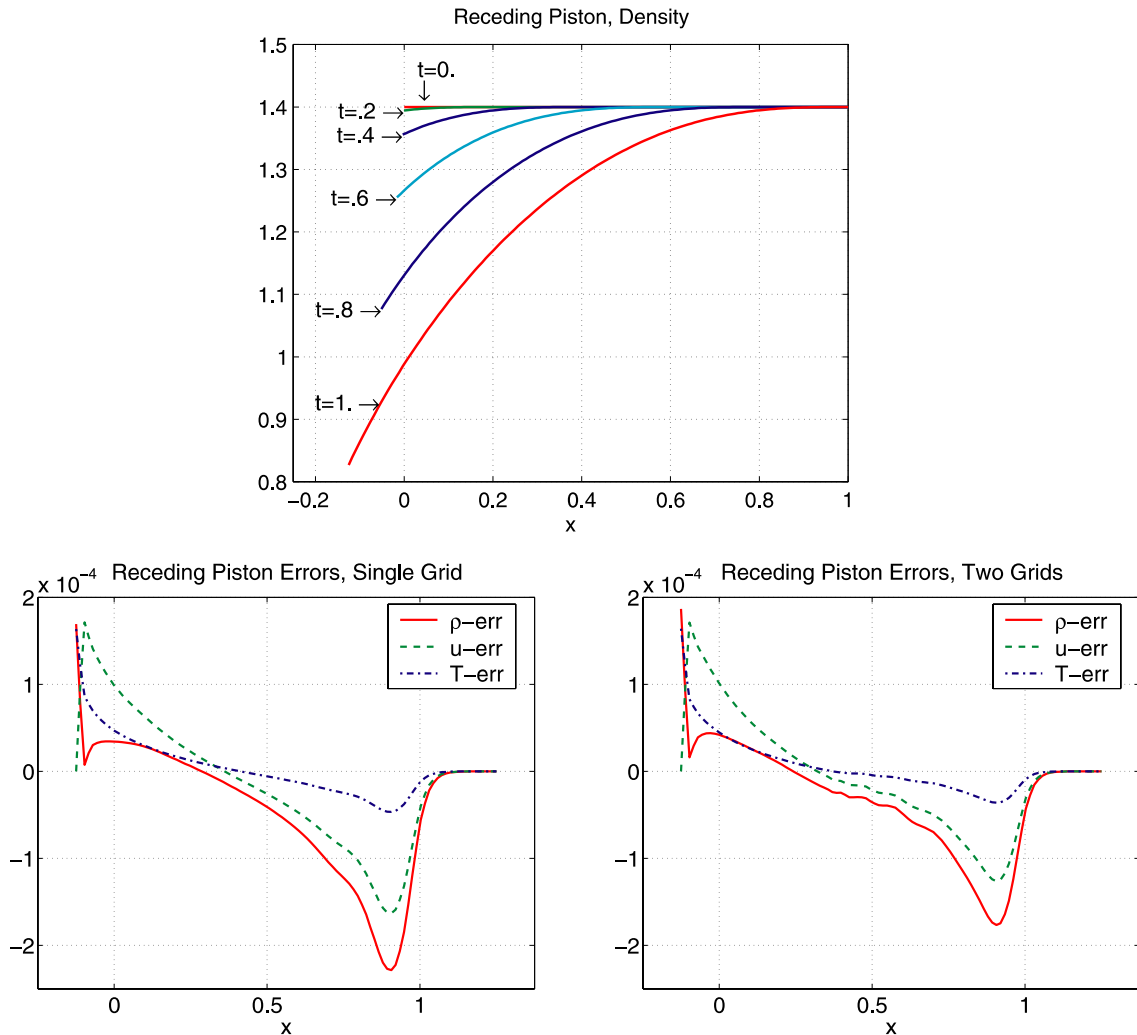 Receding Piston, Density
1.5
1.4
1.3
1.2
1.1
1
0.9
0.8
t=0.
t=.2
t=.4
t=.6
t=.8
t=1.
−0.2
0
0.2
0.4
0.6
0.8
1
x
x 10⁻⁴
Receding Piston Errors, Single Grid
2
1
0
−1
−2
ρ−err
u−err
T−err
0
0.5
1
x
x 10⁻⁴
Receding Piston Errors, Two Grids
2
1
0
−1
−2
ρ−err
u−err
T−err
0
0.5
1
x